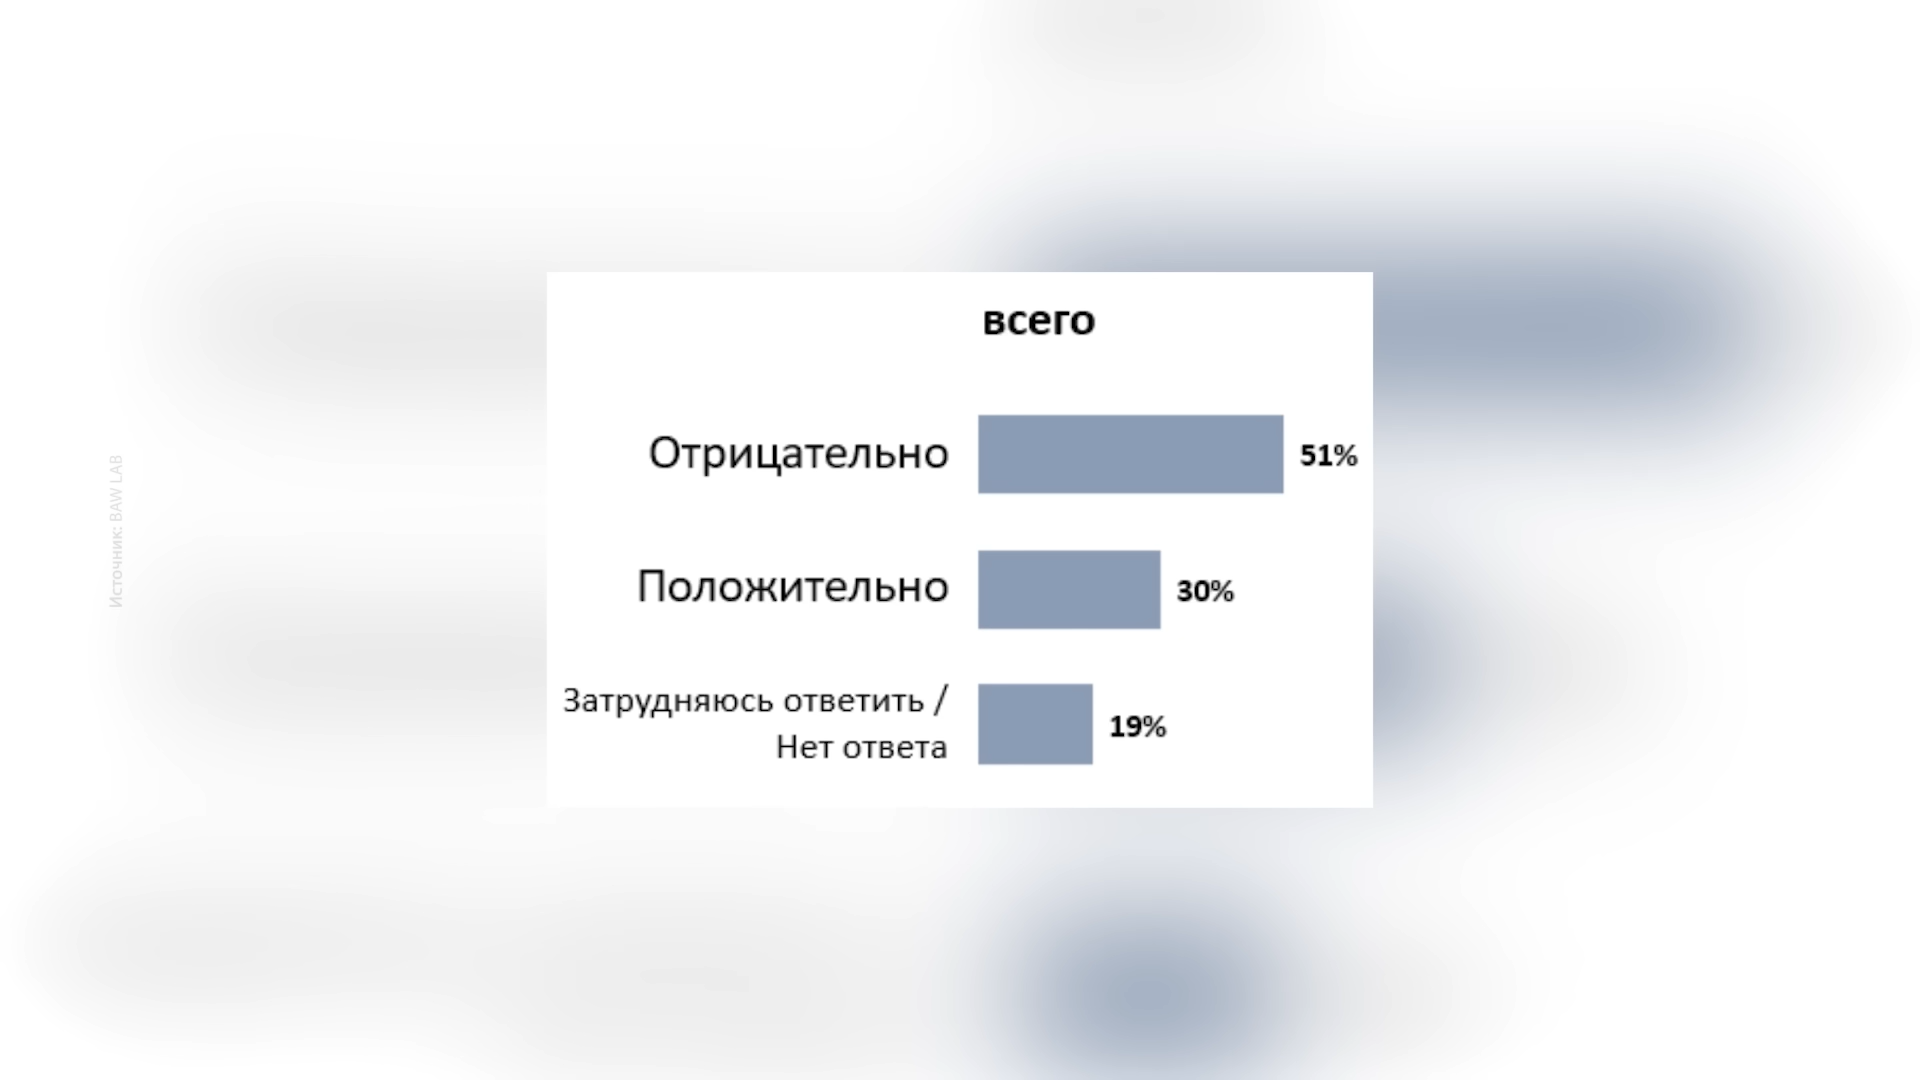 всего
Отрицательно 51%
Положительно 30%
Затрудняюсь ответить /
Нет ответа 19%
Источник: BAW LAB